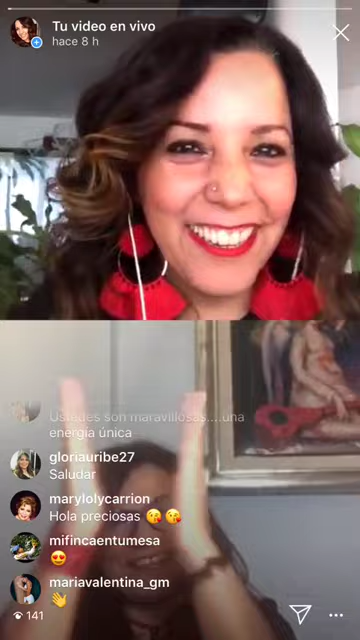 Tu video en vivo
hace 8 h
Ustedes son maravillosas....una
energía única
gloriauribe27
Saludar
marylolycarrion
Hola preciosas 😘😘
mifincaentumesa
😍
mariavalentina_gm
👋
141